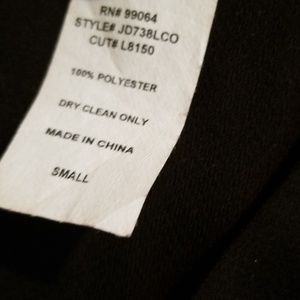 RN# 99064
STYLE# JD738LCO
CUT# L8150
100% POLYESTER
DRY CLEAN ONLY
MADE IN CHINA
SMALL